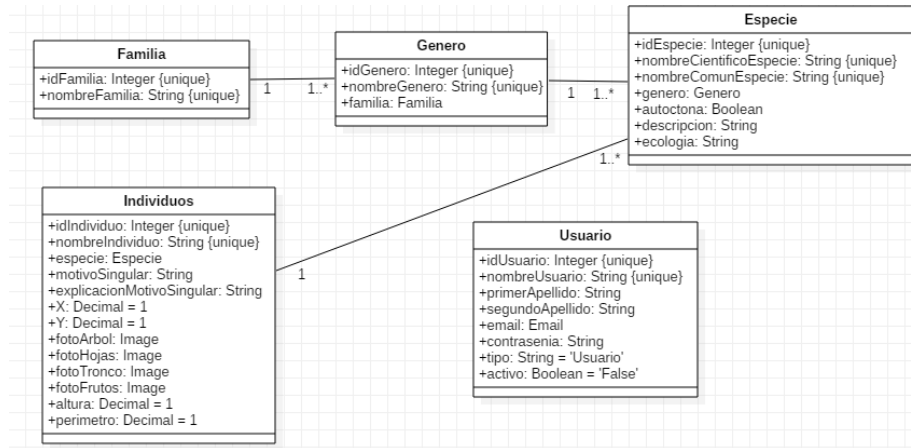 Familia
+idFamilia: Integer {unique}
+nombreFamilia: String {unique}
1
1..*
Genero
+idGenero: Integer {unique}
+nombreGenero: String {unique}
+familia: Familia
1
1..*
Especie
+idEspecie: Integer {unique}
+nombreCientificoEspecie: String {unique}
+nombreComunEspecie: String {unique}
+genero: Genero
+autoctona: Boolean
+descripcion: String
+ecologia: String
1..*
1
Individuos
+idIndividuo: Integer {unique}
+nombreIndividuo: String {unique}
+especie: Especie
+motivoSingular: String
+explicacionMotivoSingular: String
+X: Decimal = 1
+Y: Decimal = 1
+fotoArbol: Image
+fotoHojas: Image
+fotoTronco: Image
+fotoFrutos: Image
+altura: Decimal = 1
+perimetro: Decimal = 1
Usuario
+idUsuario: Integer {unique}
+nombreUsuario: String {unique}
+primerApellido: String
+segundoApellido: String
+email: Email
+contrasenia: String
+tipo: String = 'Usuario'
+activo: Boolean = 'False'